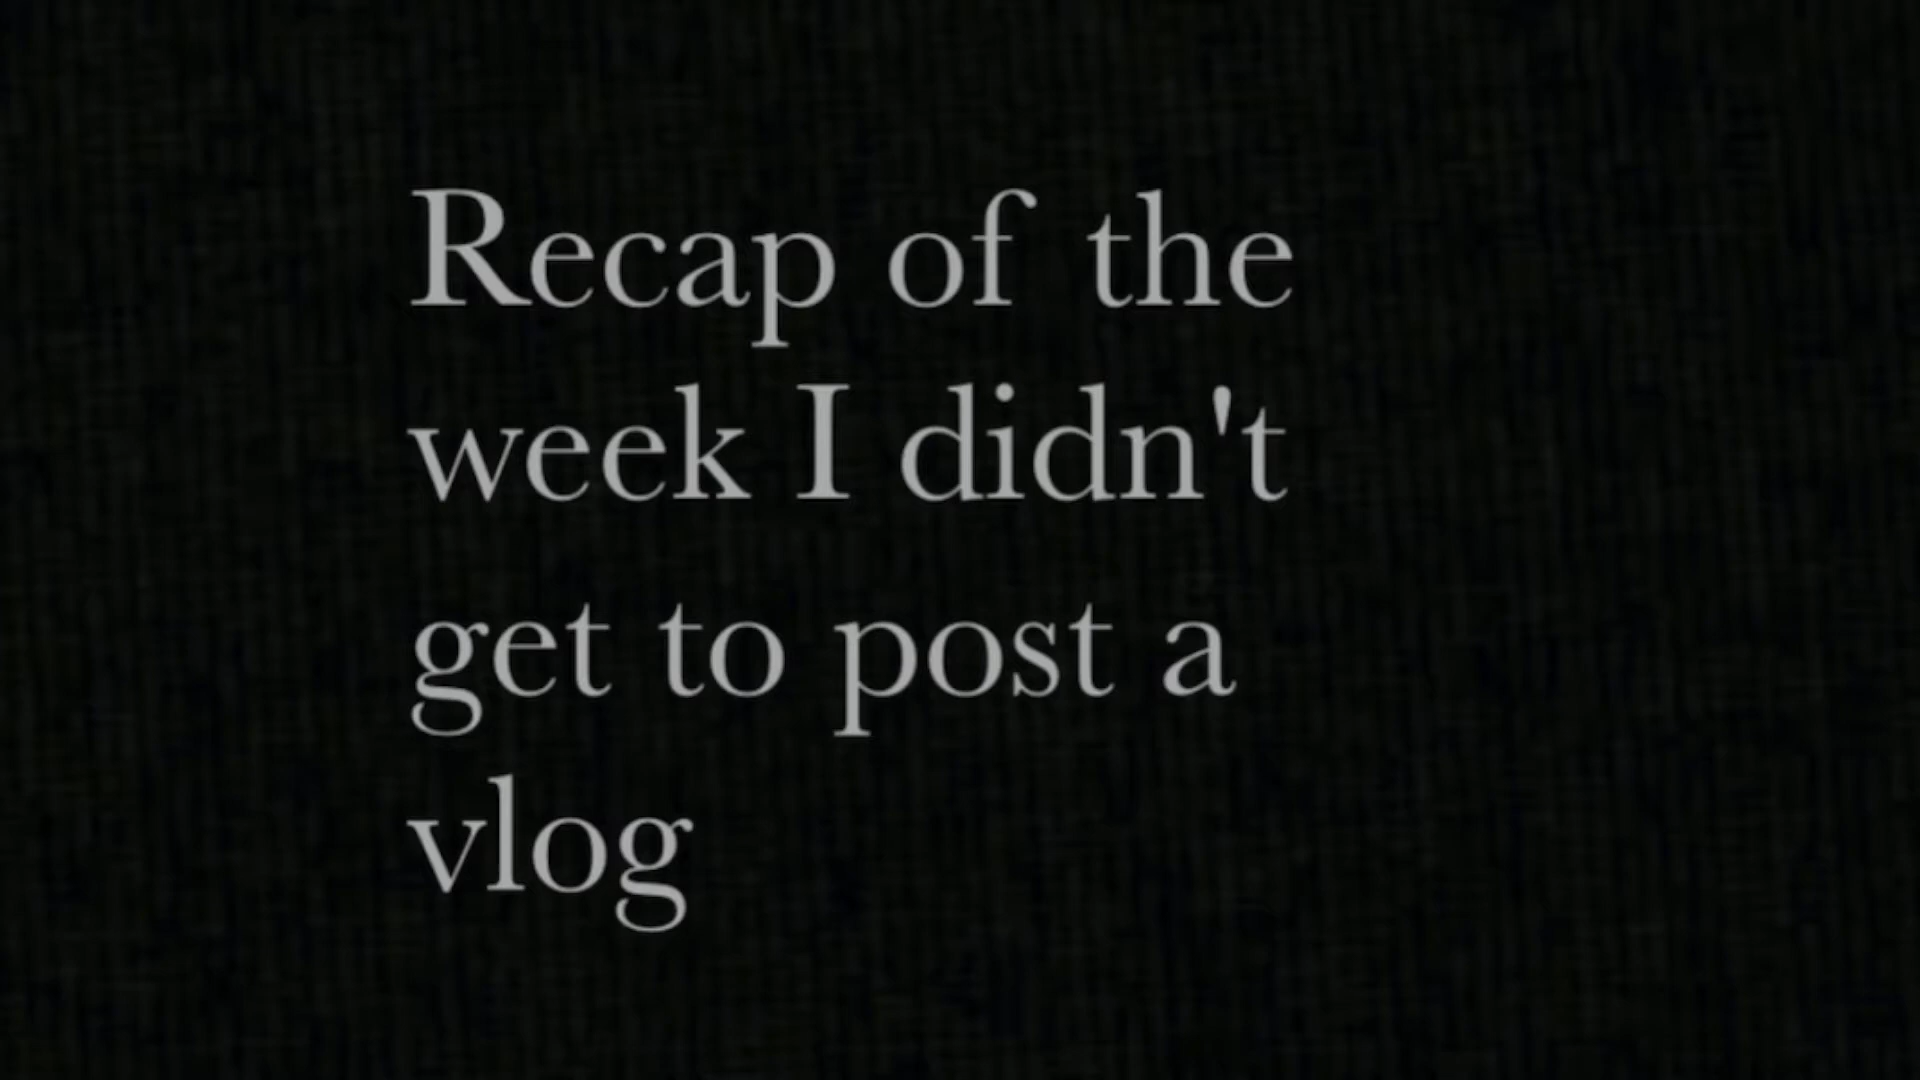 Recap of the
week I didn't
get to post a
vlog